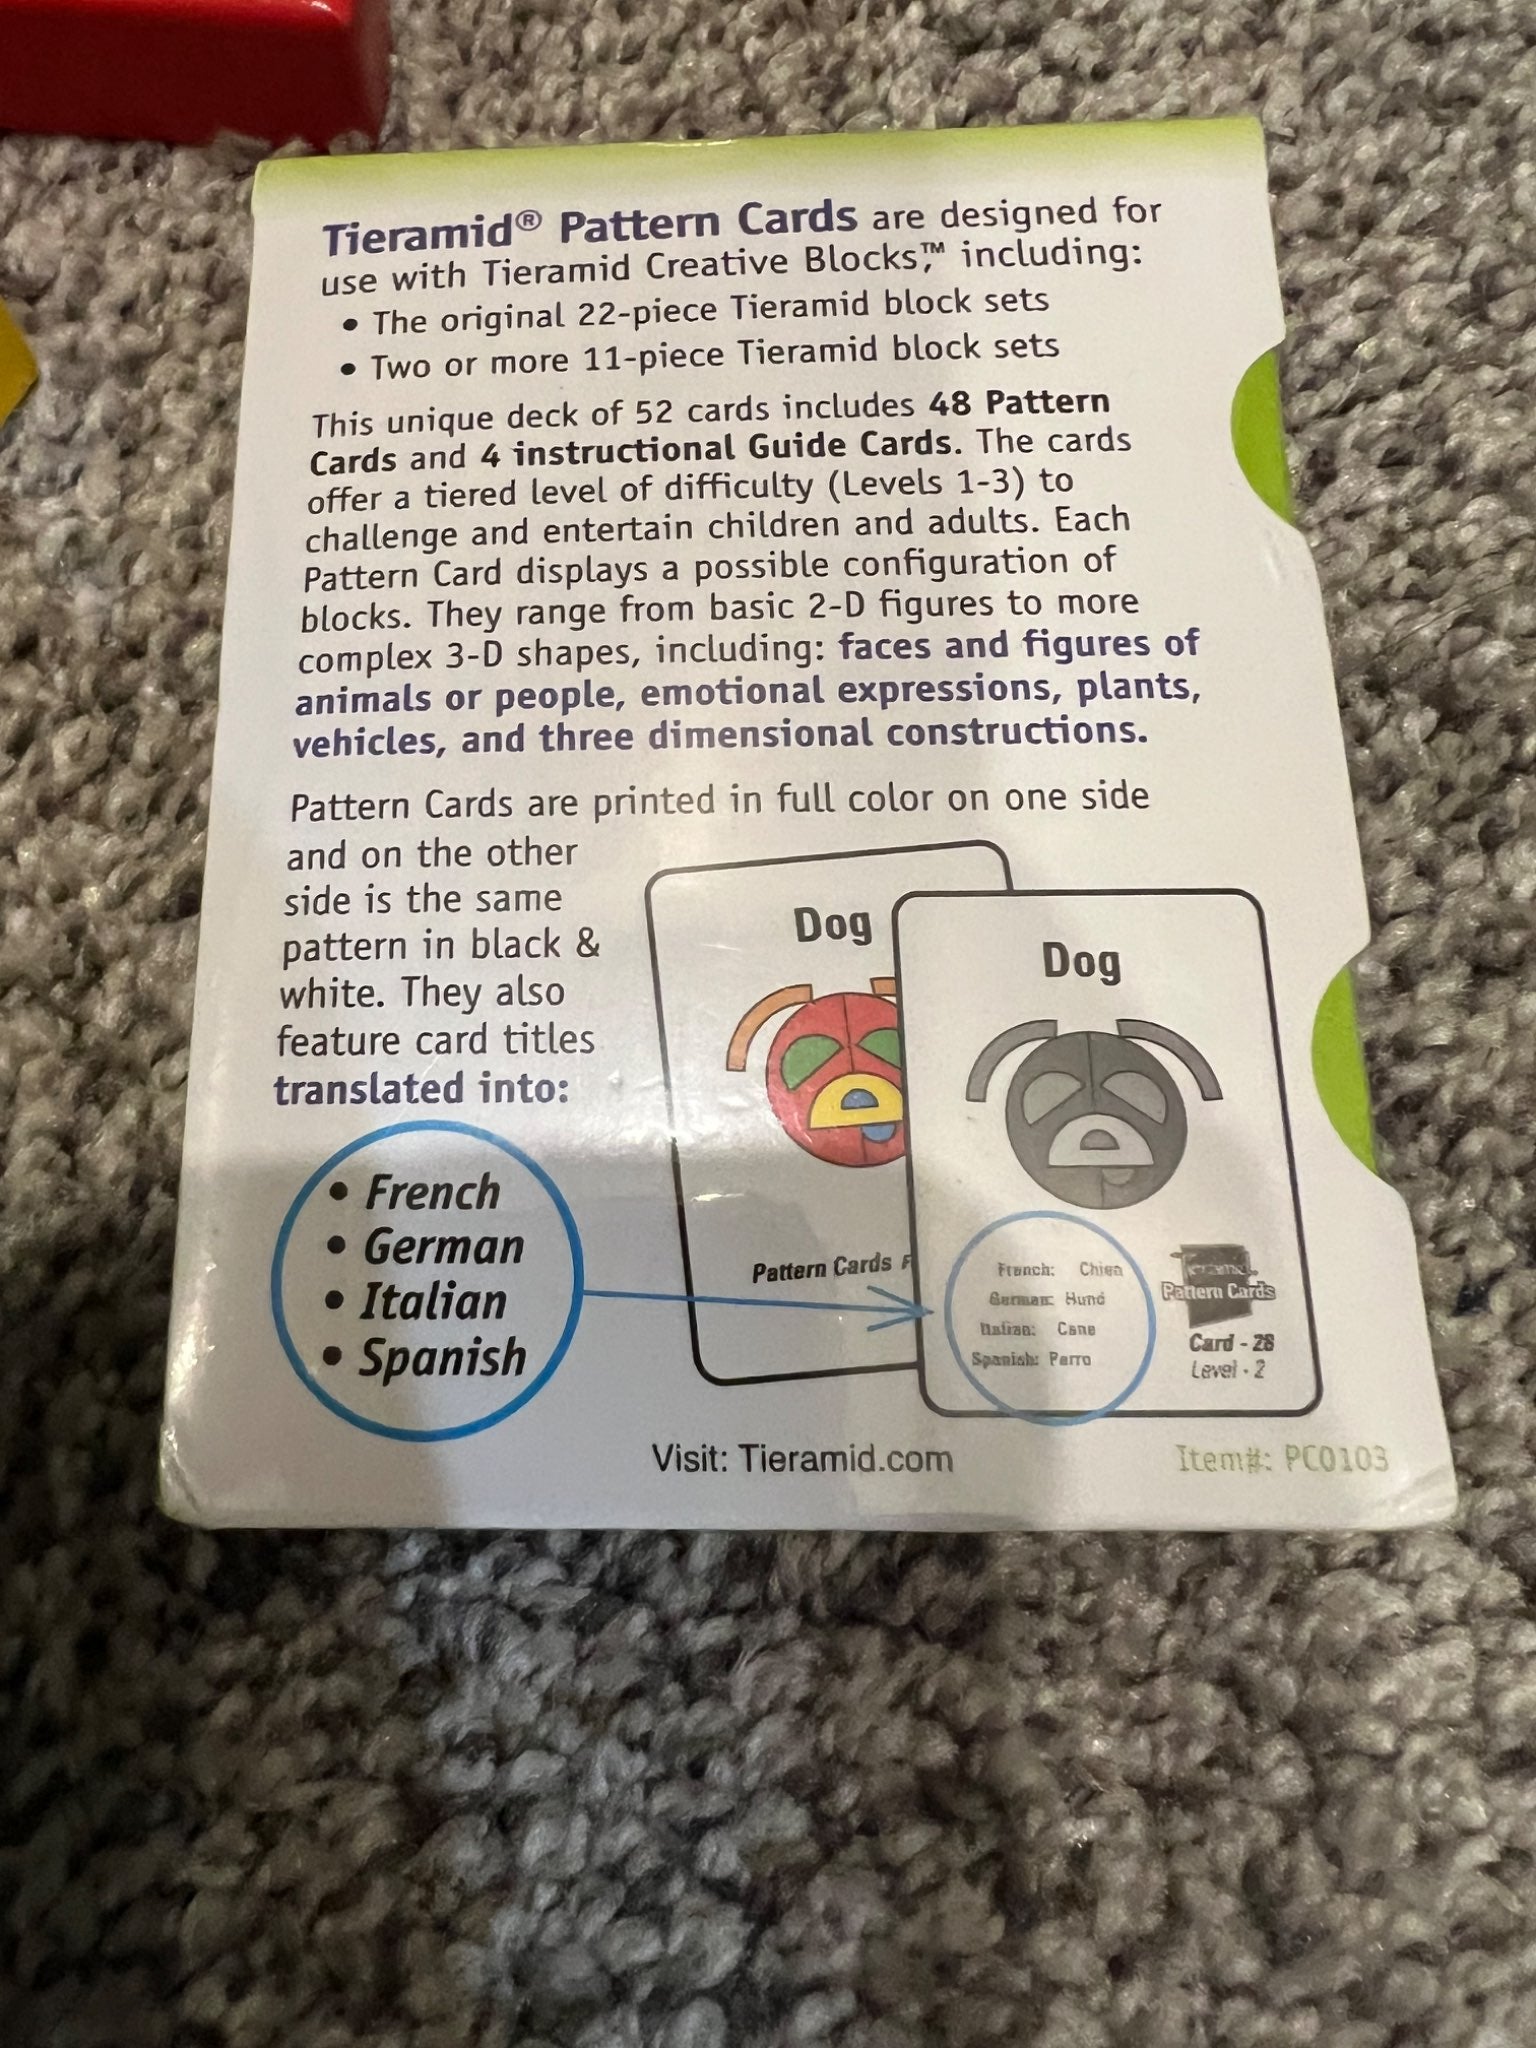 Tieramid® Pattern Cards are designed for
use with Tieramid Creative Blocks,™ including:
• The original 22-piece Tieramid block sets
• Two or more 11-piece Tieramid block sets
This unique deck of 52 cards includes 48 Pattern
Cards and 4 instructional Guide Cards. The cards
offer a tiered level of difficulty (Levels 1-3) to
challenge and entertain children and adults. Each
Pattern Card displays a possible configuration of
blocks. They range from basic 2-D figures to more
complex 3-D shapes, including: faces and figures of
animals or people, emotional expressions, plants,
vehicles, and three dimensional constructions.
Pattern Cards are printed in full color on one side
and on the other
side is the same
pattern in black &
white. They also
feature card titles
translated into:
• French
• German
• Italian
• Spanish
Dog
Pattern Cards
Dog
French: Chien
German: Hund
Italian: Cane
Spanish: Perro
Pattern Cards
Card - 28
Level - 2
Visit: Tieramid.com
Item#: PC0103